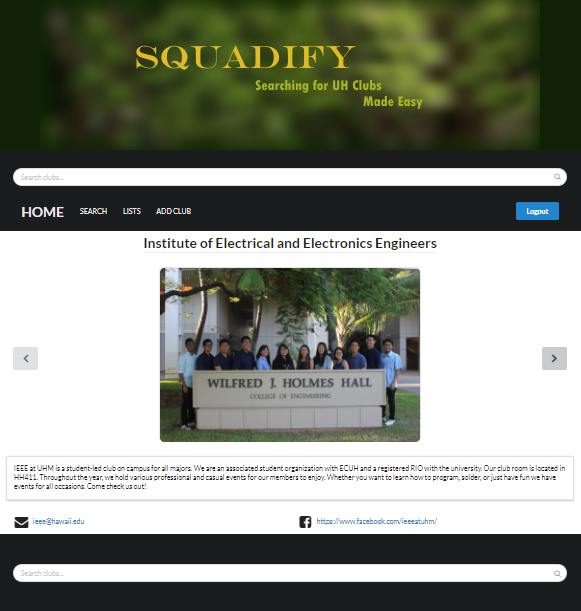 SQUADIFY
Searching for UH Clubs
Made Easy
Search clubs...
HOME SEARCH LISTS ADD CLUB Logout
Institute of Electrical and Electronics Engineers
WILFRED J. HOLMES HALL
COLLEGE OF ENGINEERING
IEEE at UHM is a student-led club on campus for all majors. We are an associated student organization with ECUH and a registered RIO with the university. Our club room is located in
HH411. Throughout the year, we hold various professional and casual events for our members to enjoy. Whether you want to learn how to program, solder, or just have fun we have
events for all occasions. Come check us out!
ieee@hawaii.edu https://www.facebook.com/ieeeatuhm/
Search clubs...